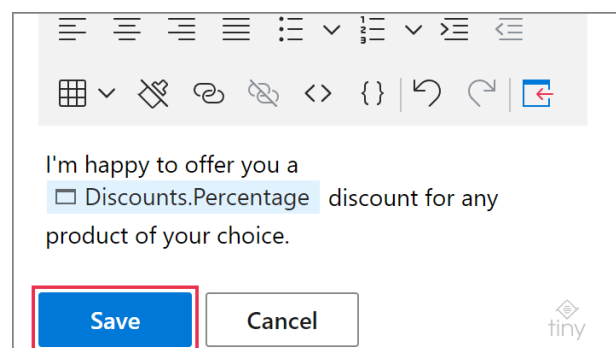 I'm happy to offer you a
Discounts.Percentage discount for any
product of your choice.
Save Cancel
tiny